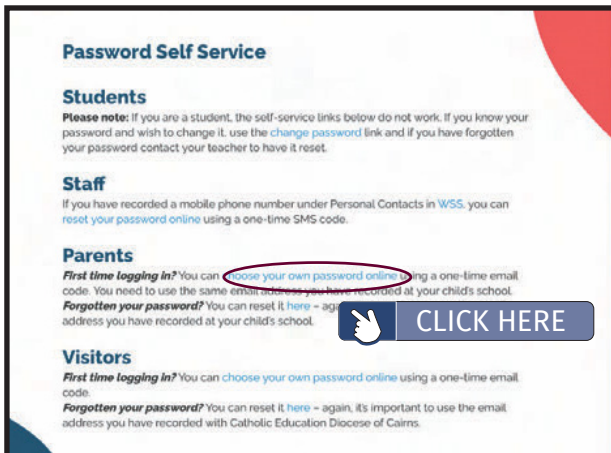 Password Self Service
Students
Please note: If you are a student, the self-service links below do not work. If you know your
password and wish to change it, use the change password link and if you have forgotten
your password contact your teacher to have it reset.
Staff
If you have recorded a mobile phone number under Personal Contacts in WSS, you can
reset your password online using a one-time SMS code.
Parents
First time logging in? You can choose your own password online using a one-time email
code. You need to use the same email address you have recorded at your child's school.
Forgotten your password? You can reset it here – again
address you have recorded at your child's school.
CLICK HERE
Visitors
First time logging in? You can choose your own password online using a one-time email
code.
Forgotten your password? You can reset it here – again, it's important to use the email
address you have recorded with Catholic Education Diocese of Cairns.